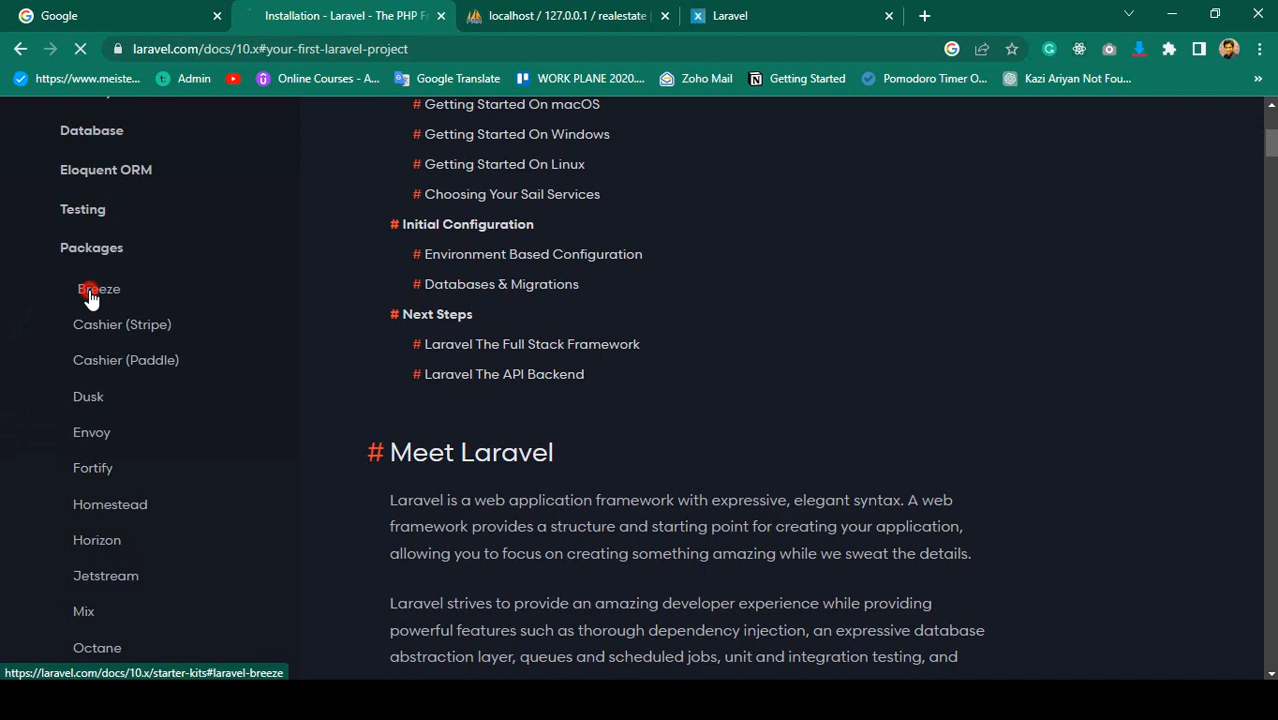 Google
Installation - Laravel - The PHP Fr
localhost / 127.0.0.1 / realestate
Laravel
laravel.com/docs/10.x#your-first-laravel-project
https://www.meiste...
Admin
Online Courses - A...
Google Translate
WORK PLANE 2020....
Zoho Mail
Getting Started
Pomodoro Timer O...
Kazi Ariyan Not Fou...
»
Database
Eloquent ORM
Testing
Packages
Breeze
Cashier (Stripe)
Cashier (Paddle)
Dusk
Envoy
Fortify
Homestead
Horizon
Jetstream
Mix
Octane
# Getting Started On macOS
# Getting Started On Windows
# Getting Started On Linux
# Choosing Your Sail Services
# Initial Configuration
# Environment Based Configuration
# Databases & Migrations
# Next Steps
# Laravel The Full Stack Framework
# Laravel The API Backend
# Meet Laravel
Laravel is a web application framework with expressive, elegant syntax. A web
framework provides a structure and starting point for creating your application,
allowing you to focus on creating something amazing while we sweat the details.
Laravel strives to provide an amazing developer experience while providing
powerful features such as thorough dependency injection, an expressive database
abstraction layer, queues and scheduled jobs, unit and integration testing, and
https://laravel.com/docs/10.x/starter-kits#laravel-breeze